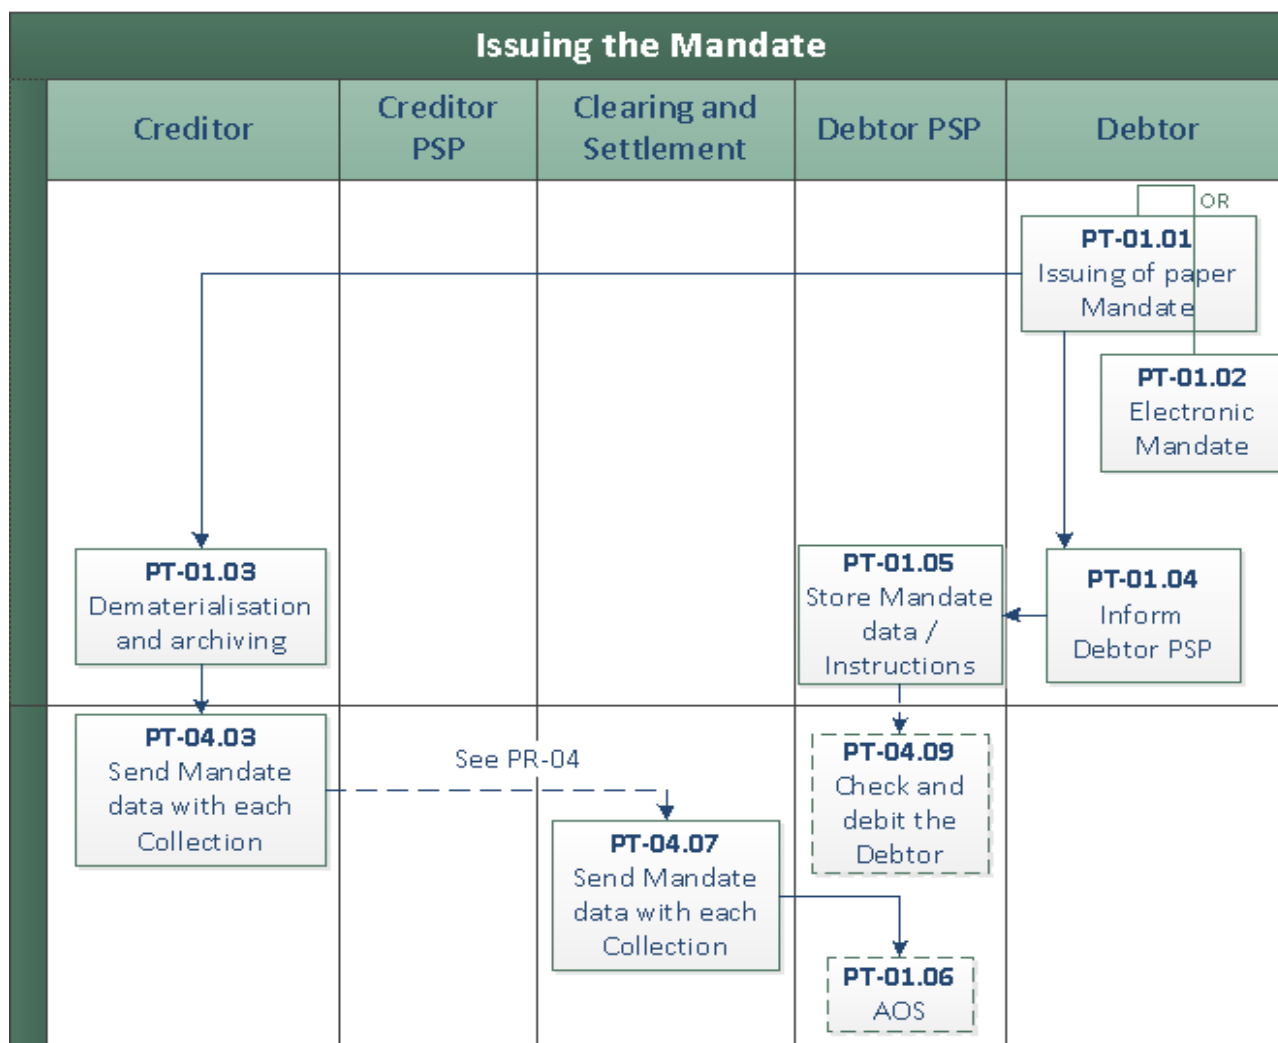 Issuing the Mandate
Creditor
Creditor
PSP
Clearing and
Settlement
Debtor PSP
Debtor
OR
PT-01.01
Issuing of paper
Mandate
PT-01.02
Electronic
Mandate
PT-01.03
Dematerialisation
and archiving
PT-01.05
Store Mandate
data /
Instructions
PT-01.04
Inform
Debtor PSP
PT-04.03
Send Mandate
data with each
Collection
See PR-04
PT-04.07
Send Mandate
data with each
Collection
PT-04.09
Check and
debit the
Debtor
PT-01.06
AOS